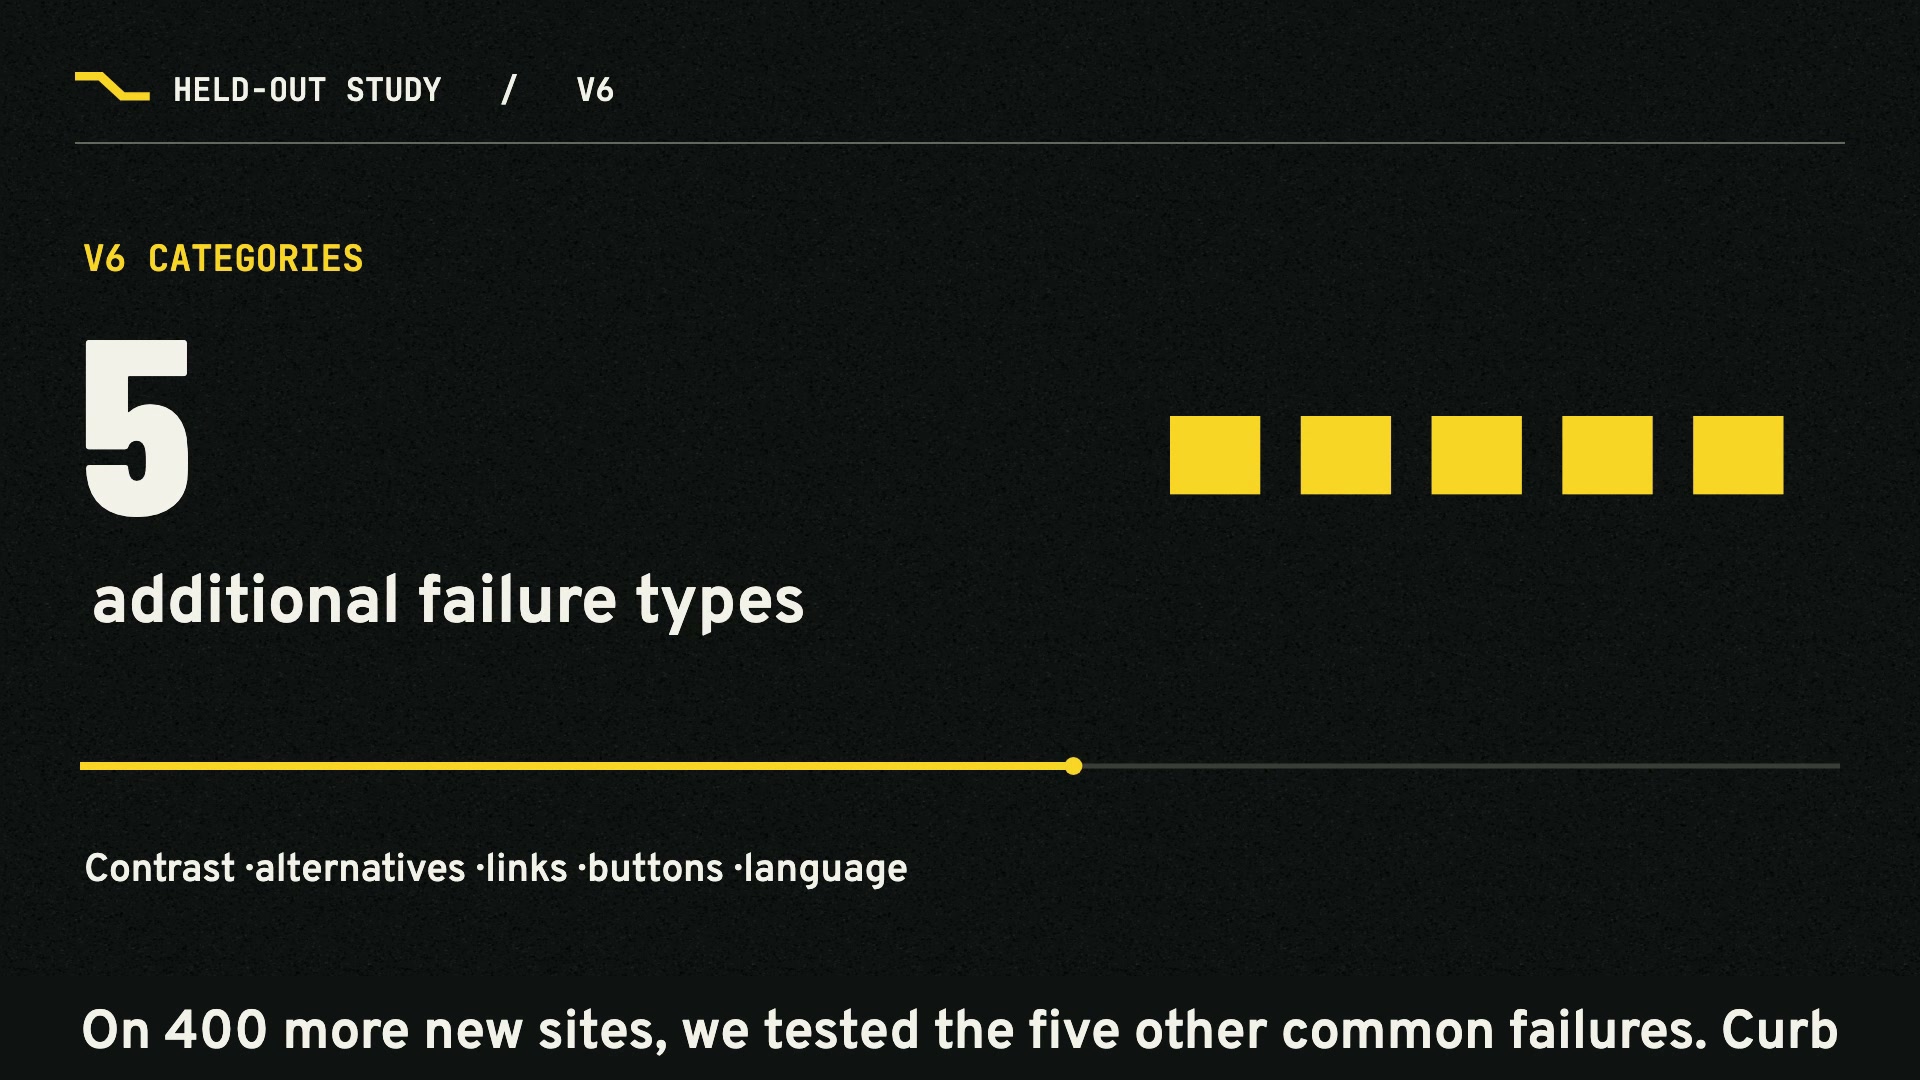 HELD-OUT STUDY / V6
V6 CATEGORIES
5
additional failure types
Contrast ·alternatives ·links ·buttons ·language
On 400 more new sites, we tested the five other common failures. Curb